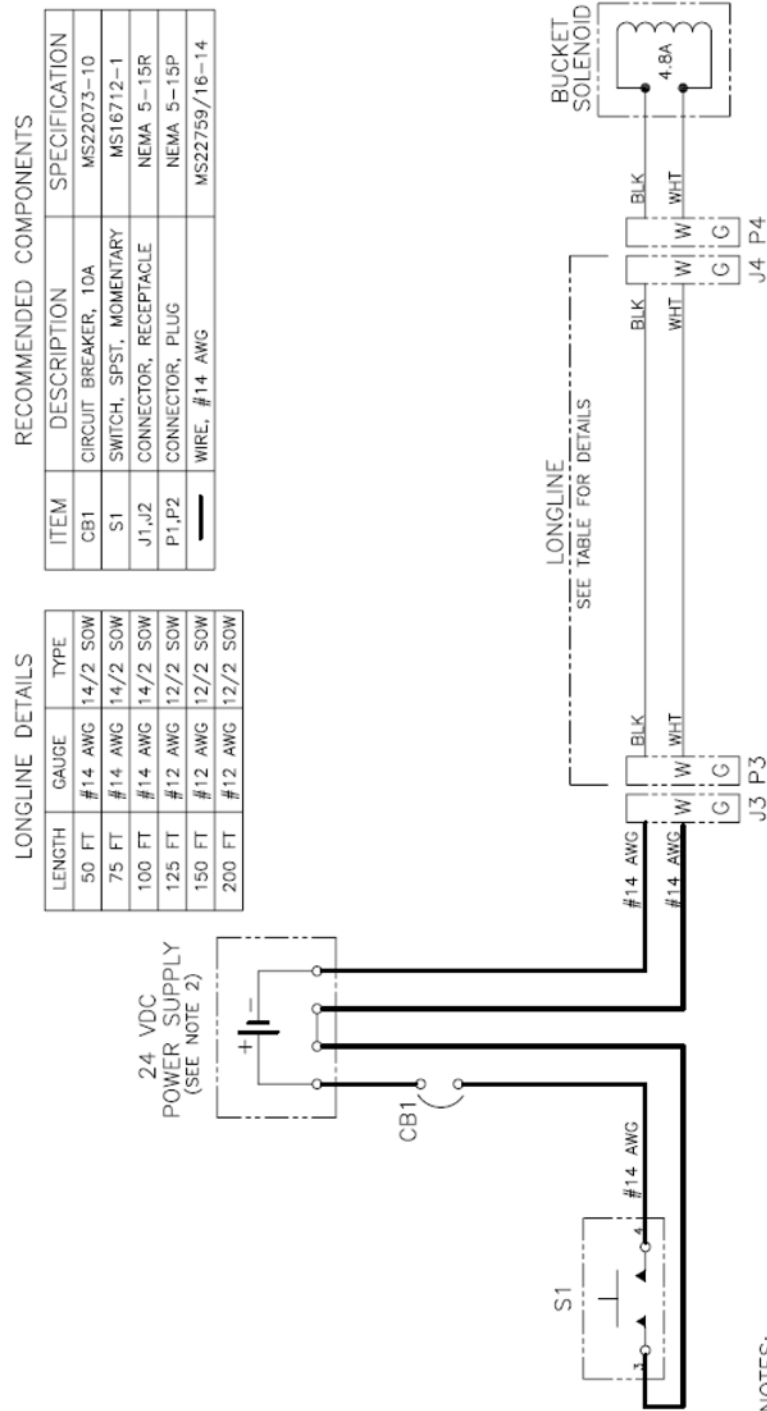 LONGLINE DETAILS
LENGTH GAUGE TYPE
50 FT #14 AWG 14/2 SOW
75 FT #14 AWG 14/2 SOW
100 FT #14 AWG 14/2 SOW
125 FT #12 AWG 12/2 SOW
150 FT #12 AWG 12/2 SOW
200 FT #12 AWG 12/2 SOW
RECOMMENDED COMPONENTS
ITEM DESCRIPTION SPECIFICATION
CB1 CIRCUIT BREAKER, 10A MS22073-10
S1 SWITCH, SPST, MOMENTARY MS16712-1
J1,J2 CONNECTOR, RECEPTACLE NEMA 5-15R
P1,P2 CONNECTOR, PLUG NEMA 5-15P
WIRE, #14 AWG MS22759/16-14
24 VDC
POWER SUPPLY
(SEE NOTE 2)
+ -
CB1
S1
3 4
#14 AWG
#14 AWG
#14 AWG
W
G
J3 P3
W
G
BLK
WHT
LONGLINE
SEE TABLE FOR DETAILS
BLK
WHT
W
G
J4 P4
W
G
BLK
WHT
BUCKET
SOLENOID
4.8A
NOTES: